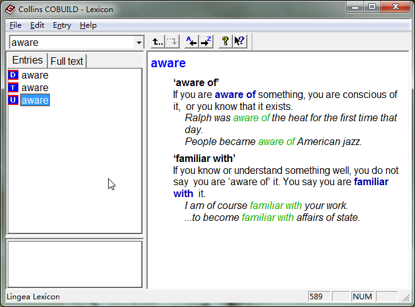 Collins COBUILD - Lexicon
File Edit Entry Help
aware
Entries Full text
D aware
T aware
U aware
aware
‘aware of’
If you are aware of something, you are conscious of
it, or you know that it exists.
Ralph was aware of the heat for the first time that
day.
People became aware of American jazz.
‘familiar with’
If you know or understand something well, you do not
say you are ‘aware of’ it. You say you are familiar
with it.
I am of course familiar with your work.
...to become familiar with affairs of state.
Lingea Lexicon 589 NUM